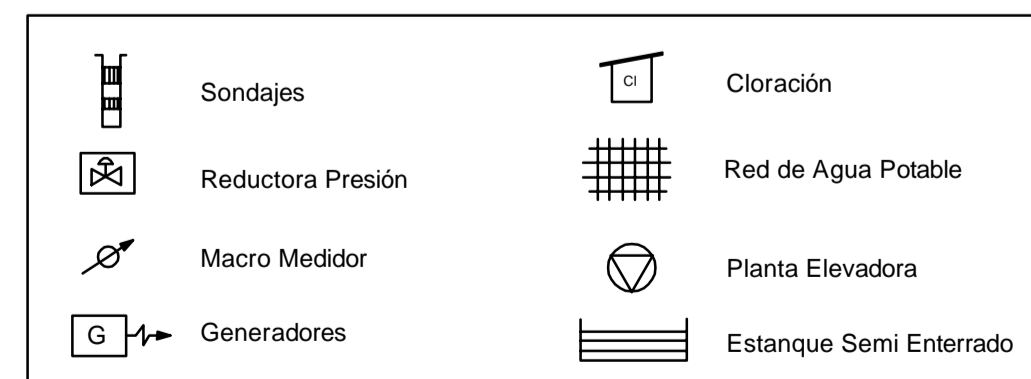 Sondajes
Reductora Presión
Macro Medidor
G
Generadores
Cl
Cloración
Red de Agua Potable
Planta Elevadora
Estanque Semi Enterrado